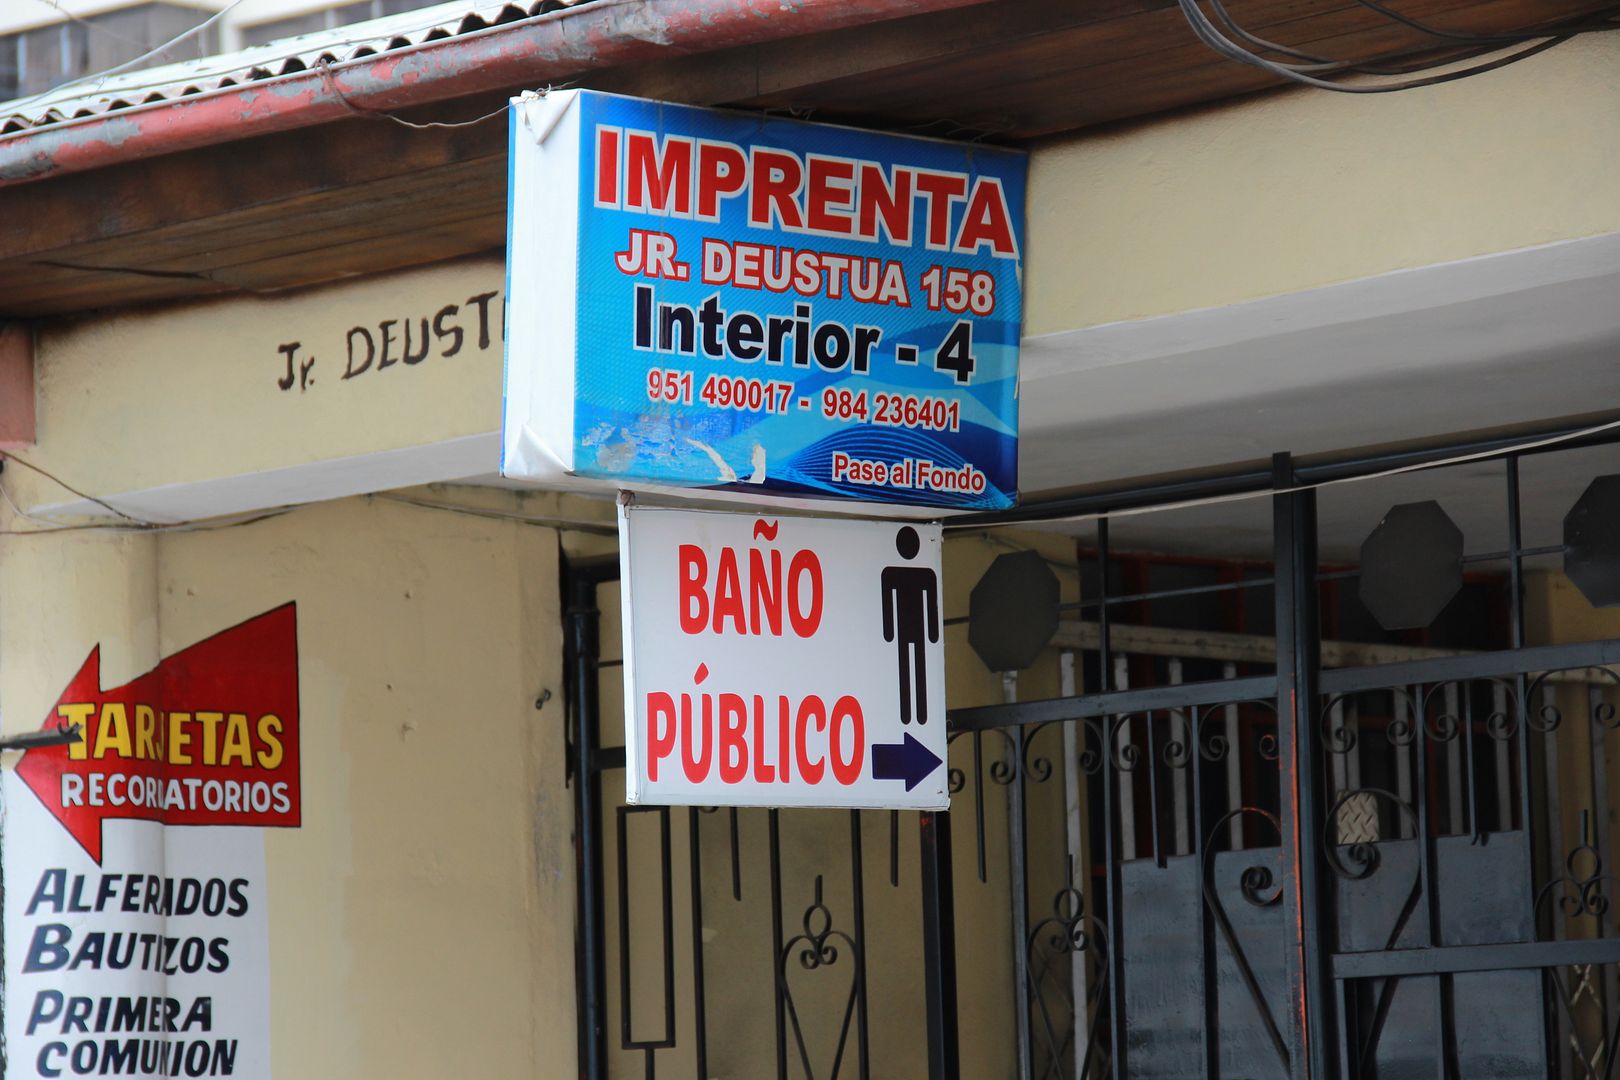 IMPRENTA
JR. DEUSTUA 158
Interior - 4
951 490017 - 984 236401
Pase al Fondo
Jr.
BAÑO
PÚBLICO
TARJETAS
RECORDATORIOS
ALFERADOS
BAUTIZOS
PRIMERA
COMUNION